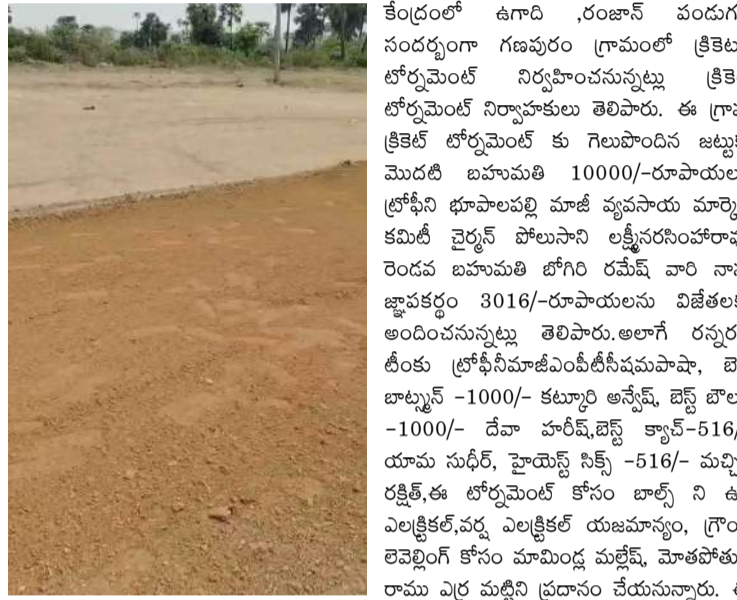 కేంద్రంలో ఉగాది ,రంజాన్ పండుగ
సందర్భంగా గణపురం గ్రామంలో క్రికెట
టోర్నమెంట్ నిర్వహించనున్నట్లు క్రికె
టోర్నమెంట్ నిర్వాహకులు తెలిపారు. ఈ గ్రా
క్రికెట్ టోర్నమెంట్ కు గెలుపొందిన జట్టు
మొదటి బహుమతి 10000/-రూపాయల
ట్రోఫీని భూపాలపల్లి మాజీ వ్యవసాయ మార్కె
కమిటీ చైర్మన్ పోలుసాని లక్ష్మీనరసింహారావ
రెండవ బహుమతి బోగిరి రమేష్ వారి నా
జ్ఞాపకర్థం 3016/-రూపాయలను విజేతల
అందించనున్నట్లు తెలిపారు.అలాగే రన్నర
టీంకు ట్రోఫీనీమాజీఎంపీటీసీషమపాషా, బె
బాట్స్మన్ -1000/- కట్కూరి అన్వేష్, బెస్ట్ బౌల
-1000/- దేవా హరీష్,బెస్ట్ క్యాచ్-516/
యామ సుధీర్, హైయెస్ట్ సిక్స్ -516/- మచ్చ
రక్షిత్,ఈ టోర్నమెంట్ కోసం బాల్స్ ని ఉ
ఎలక్ట్రికల్,వర్ష ఎలక్ట్రికల్ యజమాన్యం, గ్రౌం
లెవెల్లింగ్ కోసం మామిండ్ల మల్లేష్, మోతపోతు
రాము ఎర్ర మట్టిని ప్రదానం చేయనున్నారు. ఈ